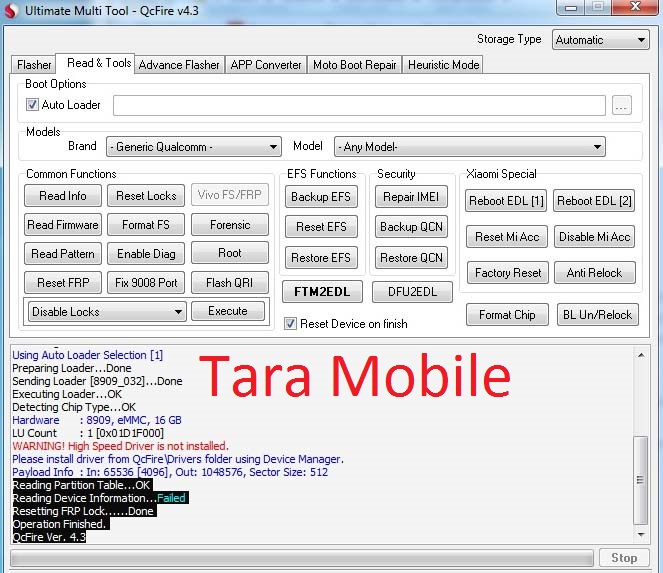 Ultimate Multi Tool - QcFire v4.3
Storage Type Automatic
Flasher Read & Tools Advance Flasher APP Converter Moto Boot Repair Heuristic Mode
Boot Options
Auto Loader ...
Models
Brand - Generic Qualcomm - Model - Any Model-
Common Functions EFS Functions Security Xiaomi Special
Read Info Reset Locks Vivo FS/FRP Backup EFS Repair IMEI Reboot EDL [1] Reboot EDL [2]
Read Firmware Format FS Forensic Reset EFS Backup QCN Reset Mi Acc Disable Mi Acc
Read Pattern Enable Diag Root Restore EFS Restore QCN
Reset FRP Fix 9008 Port Flash QRI Factory Reset Anti Relock
FTM2EDL DFU2EDL
Disable Locks Execute Format Chip BL Un/Relock
Reset Device on finish
Using Auto Loader Selection [1]
Preparing Loader...Done
Sending Loader [8909_032]...Done
Executing Loader...OK
Detecting Chip Type...OK
Hardware : 8909, eMMC, 16 GB
LU Count : 1 [0x01D1F000]
WARNING! High Speed Driver is not installed.
Please install driver from QcFire\Drivers folder using Device Manager.
Payload Info : In: 65536 [4096], Out: 1048576, Sector Size: 512
Reading Partition Table...OK
Reading Device Information...Failed
Resetting FRP Lock......Done
Operation Finished.
QcFire Ver. 4.3
Tara Mobile
Stop